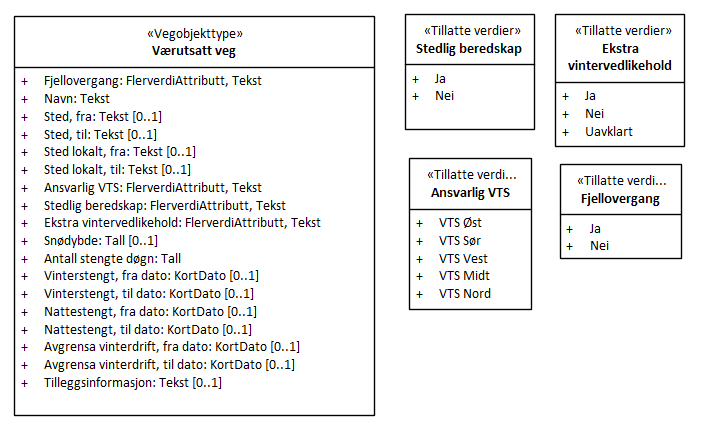 «Vegobjekttype»
Værutsatt veg
+ Fjellovergang: FlerverdiAttributt, Tekst
+ Navn: Tekst
+ Sted, fra: Tekst [0..1]
+ Sted, til: Tekst [0..1]
+ Sted lokalt, fra: Tekst [0..1]
+ Sted lokalt, til: Tekst [0..1]
+ Ansvarlig VTS: FlerverdiAttributt, Tekst
+ Stedlig beredskap: FlerverdiAttributt, Tekst
+ Ekstra vintervedlikehold: FlerverdiAttributt, Tekst
+ Snødybde: Tall [0..1]
+ Antall stengte døgn: Tall
+ Vinterstengt, fra dato: KortDato [0..1]
+ Vinterstengt, til dato: KortDato [0..1]
+ Nattestengt, fra dato: KortDato [0..1]
+ Nattestengt, til dato: KortDato [0..1]
+ Avgrensa vinterdrift, fra dato: KortDato [0..1]
+ Avgrensa vinterdrift, til dato: KortDato [0..1]
+ Tilleggsinformasjon: Tekst [0..1]
«Tillatte verdier»
Stedlig beredskap
+ Ja
+ Nei
«Tillatte verdier»
Ekstra
vintervedlikehold
+ Ja
+ Nei
+ Uavklart
«Tillatte verdi...
Ansvarlig VTS
+ VTS Øst
+ VTS Sør
+ VTS Vest
+ VTS Midt
+ VTS Nord
«Tillatte verdi...
Fjellovergang
+ Ja
+ Nei